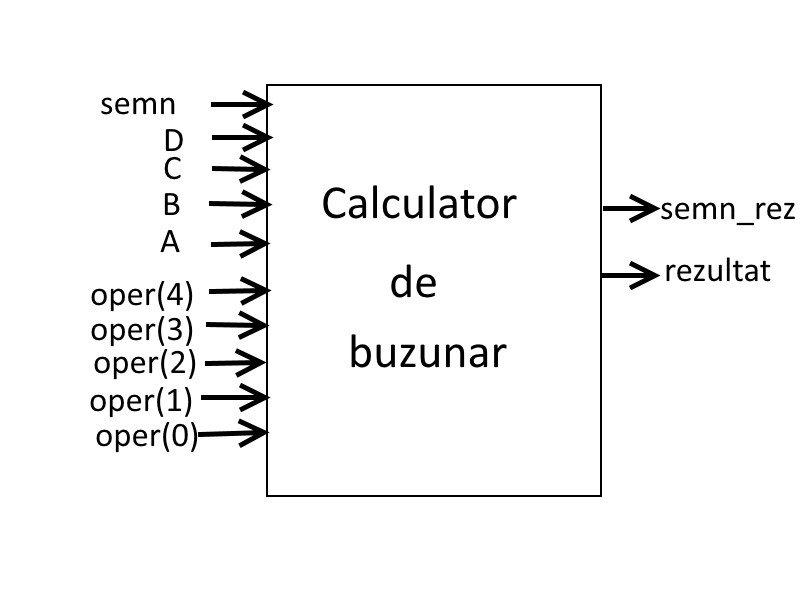 semn
D
C
B
A
oper(4)
oper(3)
oper(2)
oper(1)
oper(0)
Calculator
de
buzunar
semn_rez
rezultat